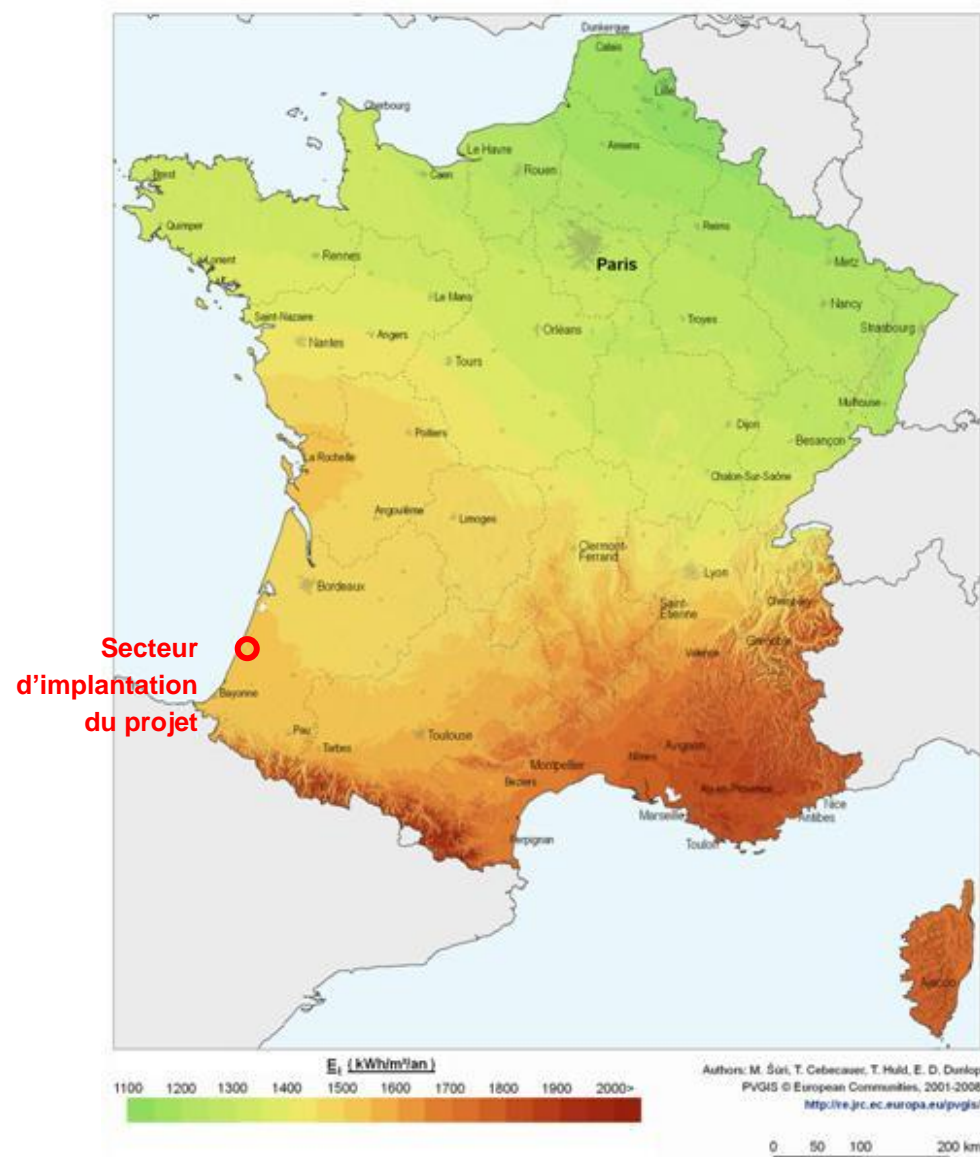 Dunkerque
Calais
Lille
Cherbourg
Amiens
Le Havre
Rouen
Caen
Reims
Brest
Metz
Paris
Quimper
Rennes
Lorient
Nancy
Le Mans
Troyes
Strasbourg
Saint-Nazaire
Orléans
Angers
Nantes
Tours
Mulhouse
Dijon
Poitiers
Besançon
La Rochelle
Chalon-Sur-Saône
Angoulême
Limoges
Clermont-
Ferrand
Lyon
Bordeaux
Saint-
Etienne
Chambéry
Grenoble
Valence
Secteur
d’implantation
du projet
Bayonne
Pau
Tarbes
Toulouse
Avignon
Nîmes
Montpellier
Béziers
Aix-en-Provence
Nice
Antibes
Marseille
Toulon
Perpignan
Ajaccio
E (kWh/m²/an)
1100 1200 1300 1400 1500 1600 1700 1800 1900 2000>
Authors: M. Šúri, T. Cebecauer, T. Huld, E. D. Dunlop
PVGIS © European Communities, 2001-2008
http://re.jrc.ec.europa.eu/pvgis/
0 50 100 200 km